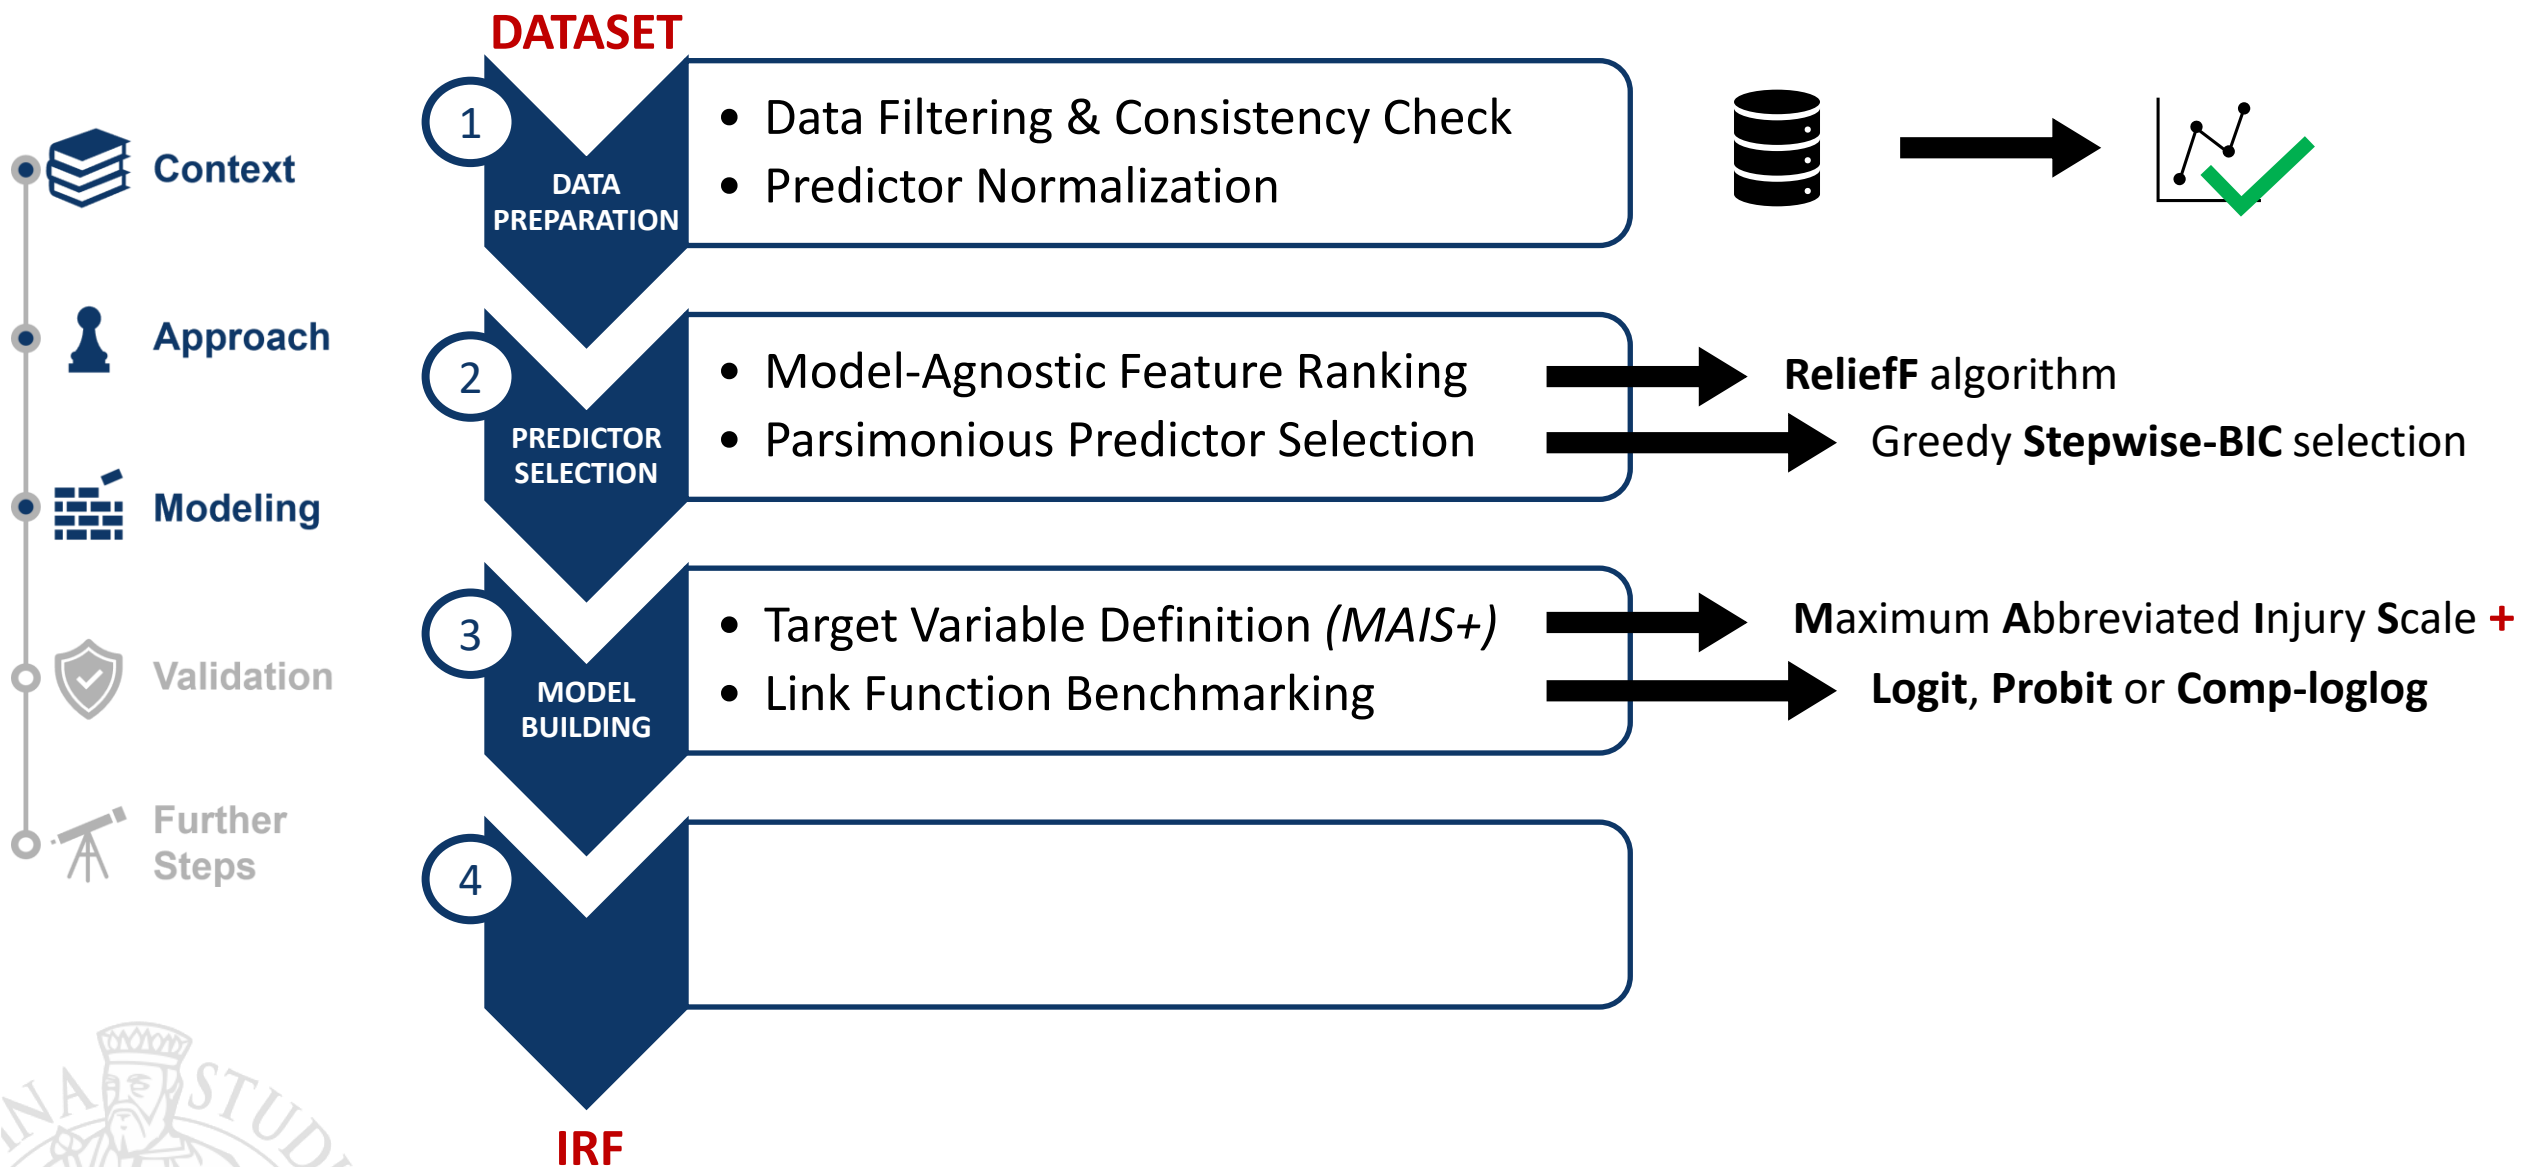 DATASET
Context
Approach
Modeling
Validation
Further
Steps
1
DATA
PREPARATION
• Data Filtering & Consistency Check
• Predictor Normalization
2
PREDICTOR
SELECTION
• Model-Agnostic Feature Ranking
• Parsimonious Predictor Selection
ReliefF algorithm
Greedy Stepwise-BIC selection
3
MODEL
BUILDING
• Target Variable Definition (MAIS+)
• Link Function Benchmarking
Maximum Abbreviated Injury Scale +
Logit, Probit or Comp-loglog
4
IRF